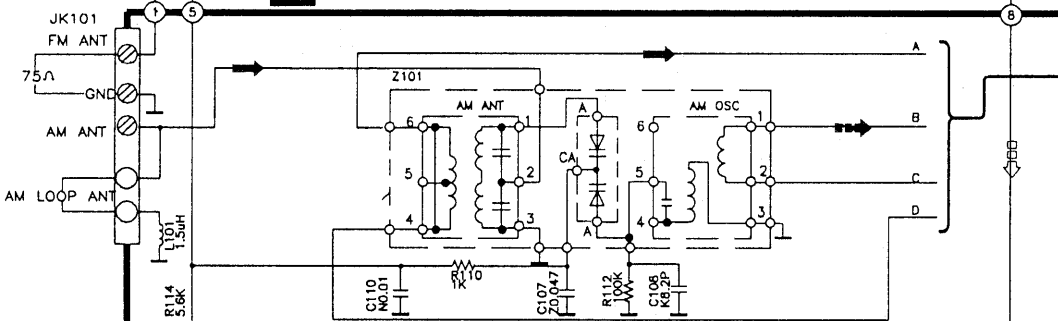 1
5
8
JK101
FM ANT
75Ω
GND
AM ANT
AM LOOP ANT
L101
1.5uH
R114
5.6K
Z101
AM ANT
6
5
4
1
2
3
A
CA
A
AM OSC
6
5
4
1
2
3
A
B
C
D
C110
N0.01
R110
1K
C107
Z0.047
R112
100K
C108
K8.2P